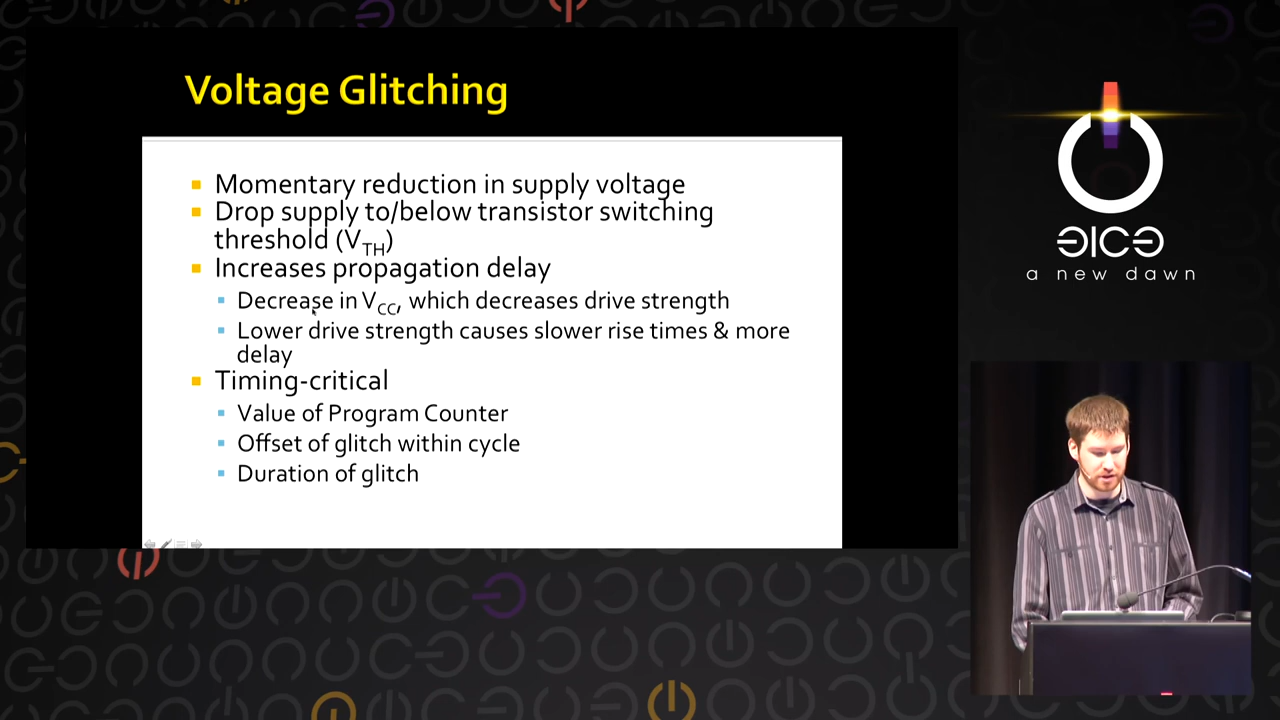 Voltage Glitching
Momentary reduction in supply voltage
Drop supply to/below transistor switching
threshold (VTH)
Increases propagation delay
Decrease in VCC, which decreases drive strength
Lower drive strength causes slower rise times & more
delay
Timing-critical
Value of Program Counter
Offset of glitch within cycle
Duration of glitch
a new dawn